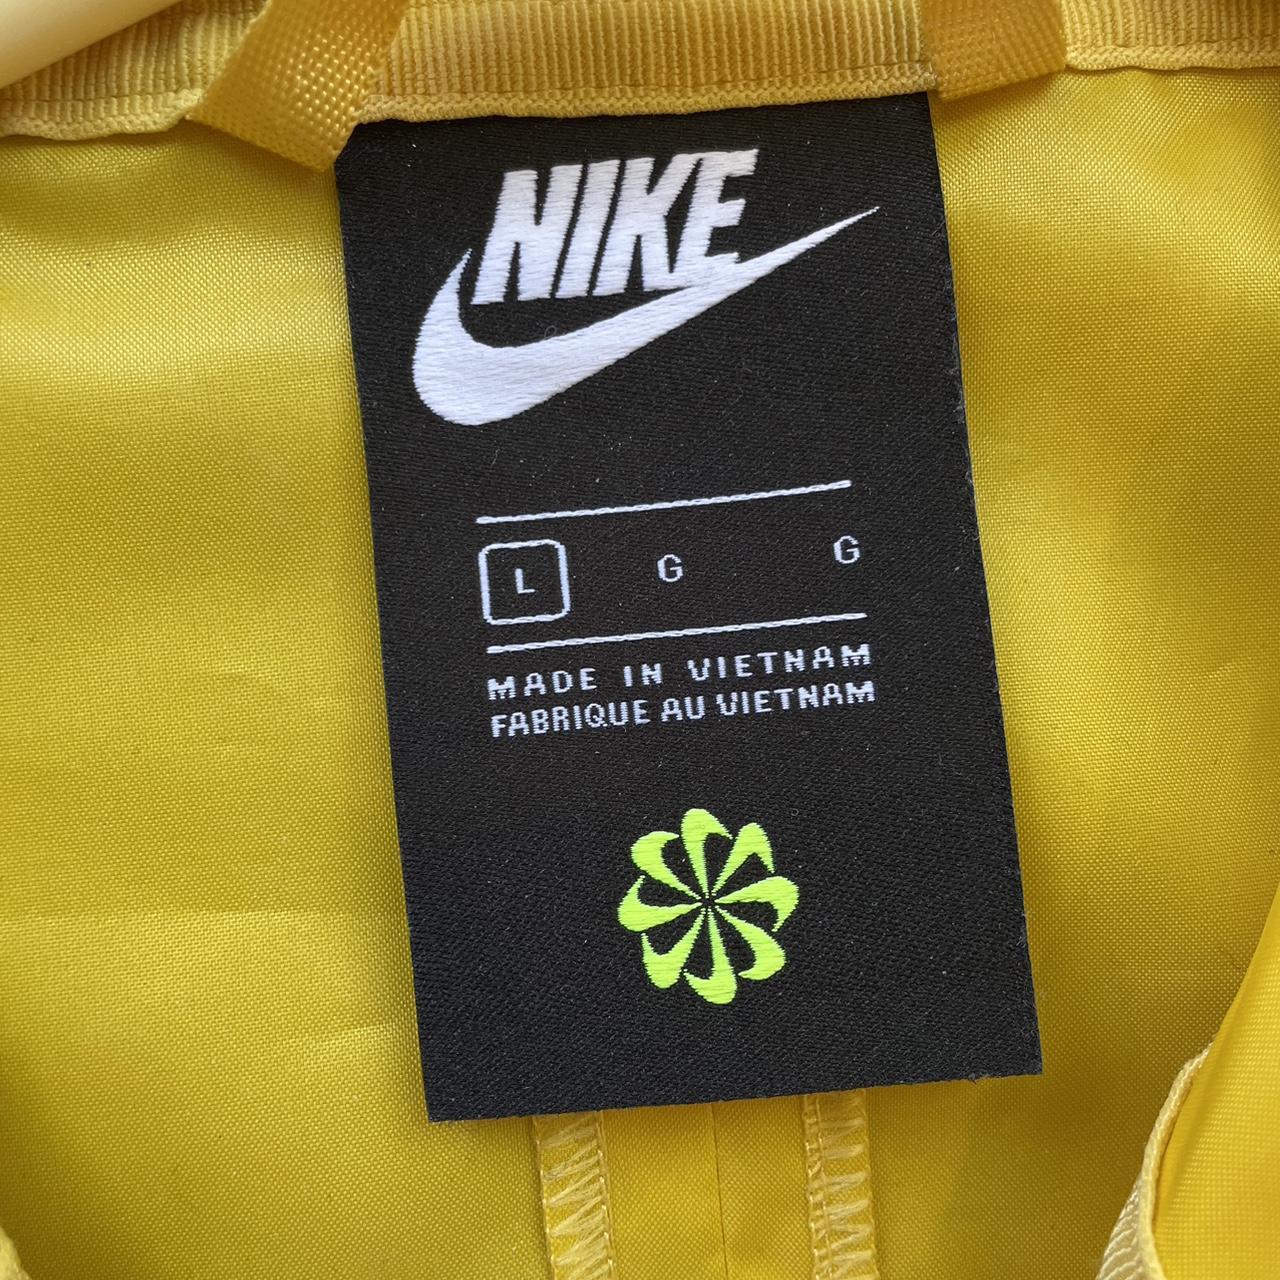 NIKE
L G G
MADE IN VIETNAM
FABRIQUE AU VIETNAM